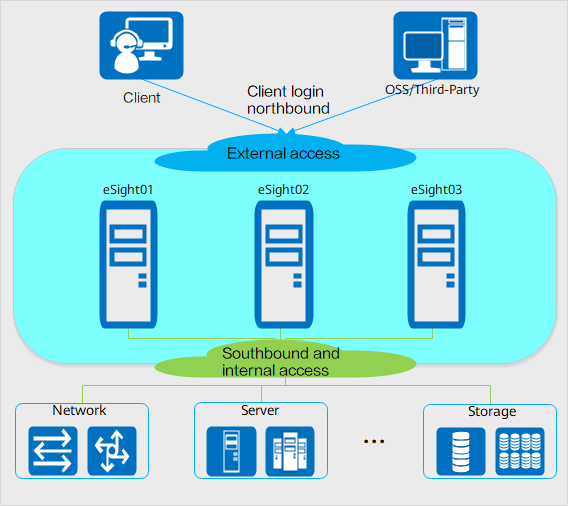 Client
OSS/Third-Party
Client login
northbound
External access
eSight01
eSight02
eSight03
Southbound and
internal access
Network
Server
...
Storage